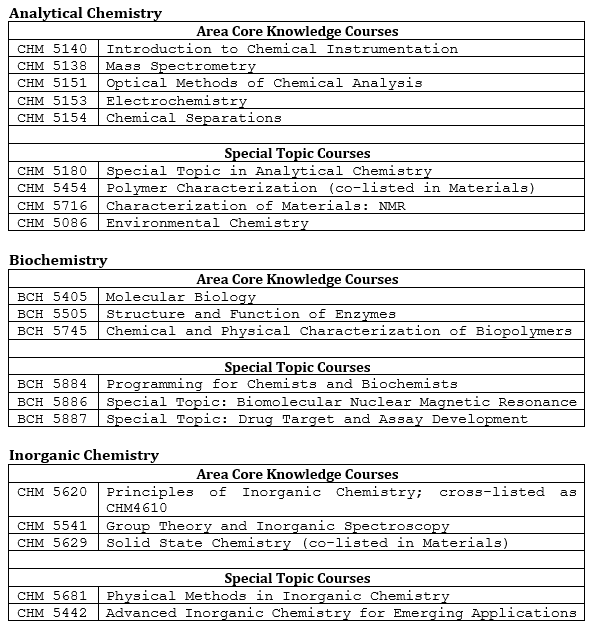 Analytical Chemistry
Area Core Knowledge Courses
CHM 5140 Introduction to Chemical Instrumentation
CHM 5138 Mass Spectrometry
CHM 5151 Optical Methods of Chemical Analysis
CHM 5153 Electrochemistry
CHM 5154 Chemical Separations
Special Topic Courses
CHM 5180 Special Topic in Analytical Chemistry
CHM 5454 Polymer Characterization (co-listed in Materials)
CHM 5716 Characterization of Materials: NMR
CHM 5086 Environmental Chemistry
Biochemistry
Area Core Knowledge Courses
BCH 5405 Molecular Biology
BCH 5505 Structure and Function of Enzymes
BCH 5745 Chemical and Physical Characterization of Biopolymers
Special Topic Courses
BCH 5884 Programming for Chemists and Biochemists
BCH 5886 Special Topic: Biomolecular Nuclear Magnetic Resonance
BCH 5887 Special Topic: Drug Target and Assay Development
Inorganic Chemistry
Area Core Knowledge Courses
CHM 5620 Principles of Inorganic Chemistry; cross-listed as
CHM4610
CHM 5541 Group Theory and Inorganic Spectroscopy
CHM 5629 Solid State Chemistry (co-listed in Materials)
Special Topic Courses
CHM 5681 Physical Methods in Inorganic Chemistry
CHM 5442 Advanced Inorganic Chemistry for Emerging Applications